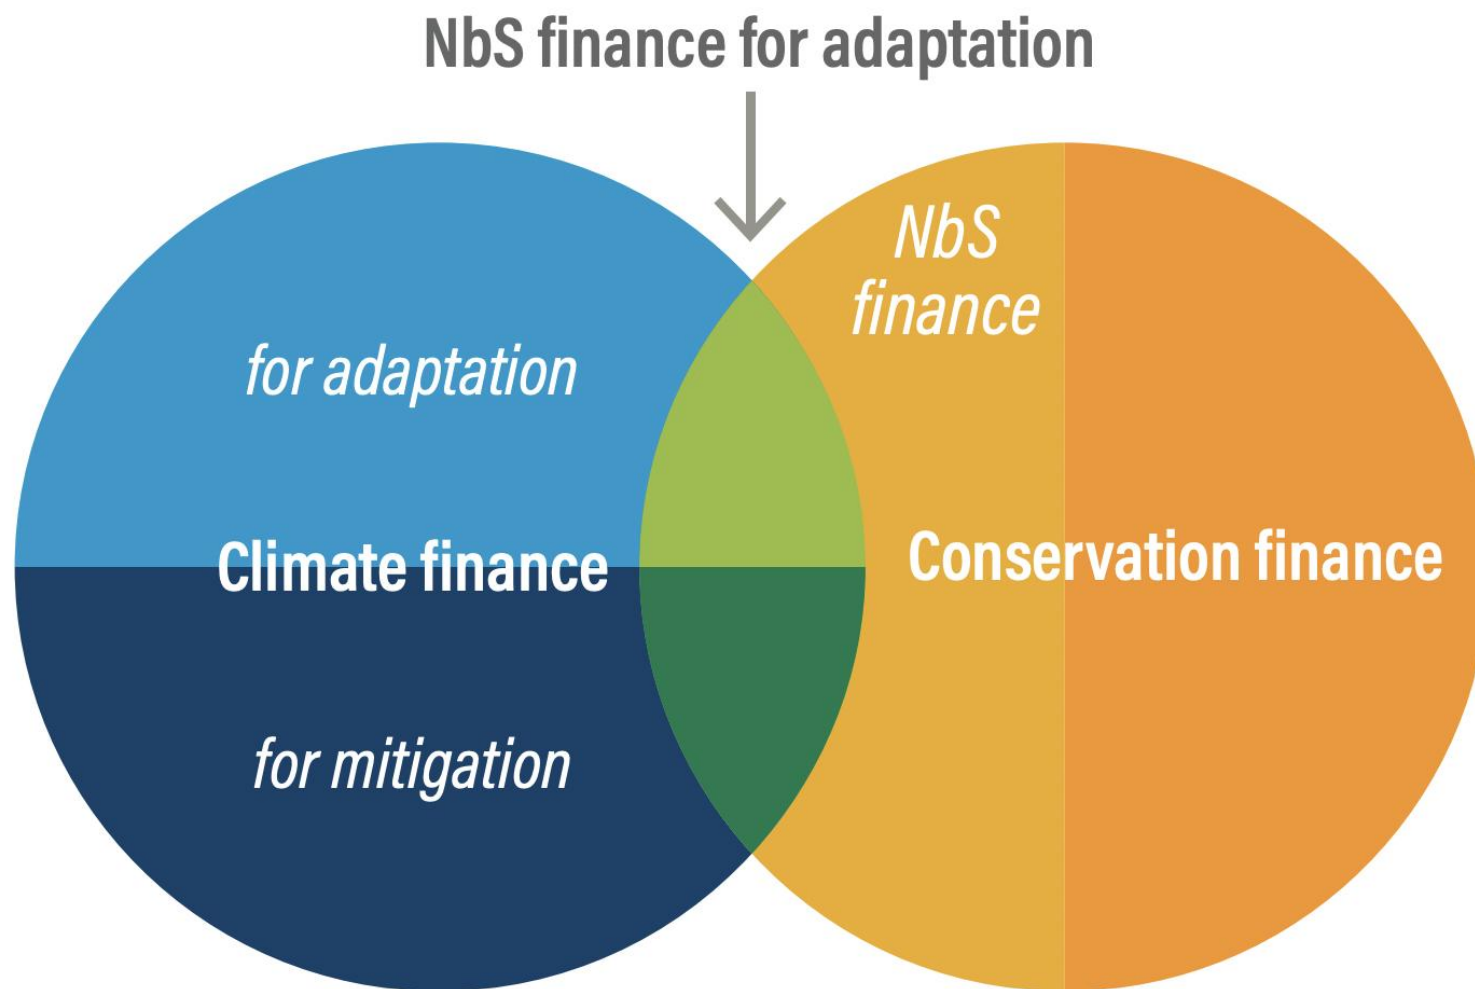 NbS finance for adaptation
NbS
finance
for adaptation
Climate finance
Conservation finance
for mitigation